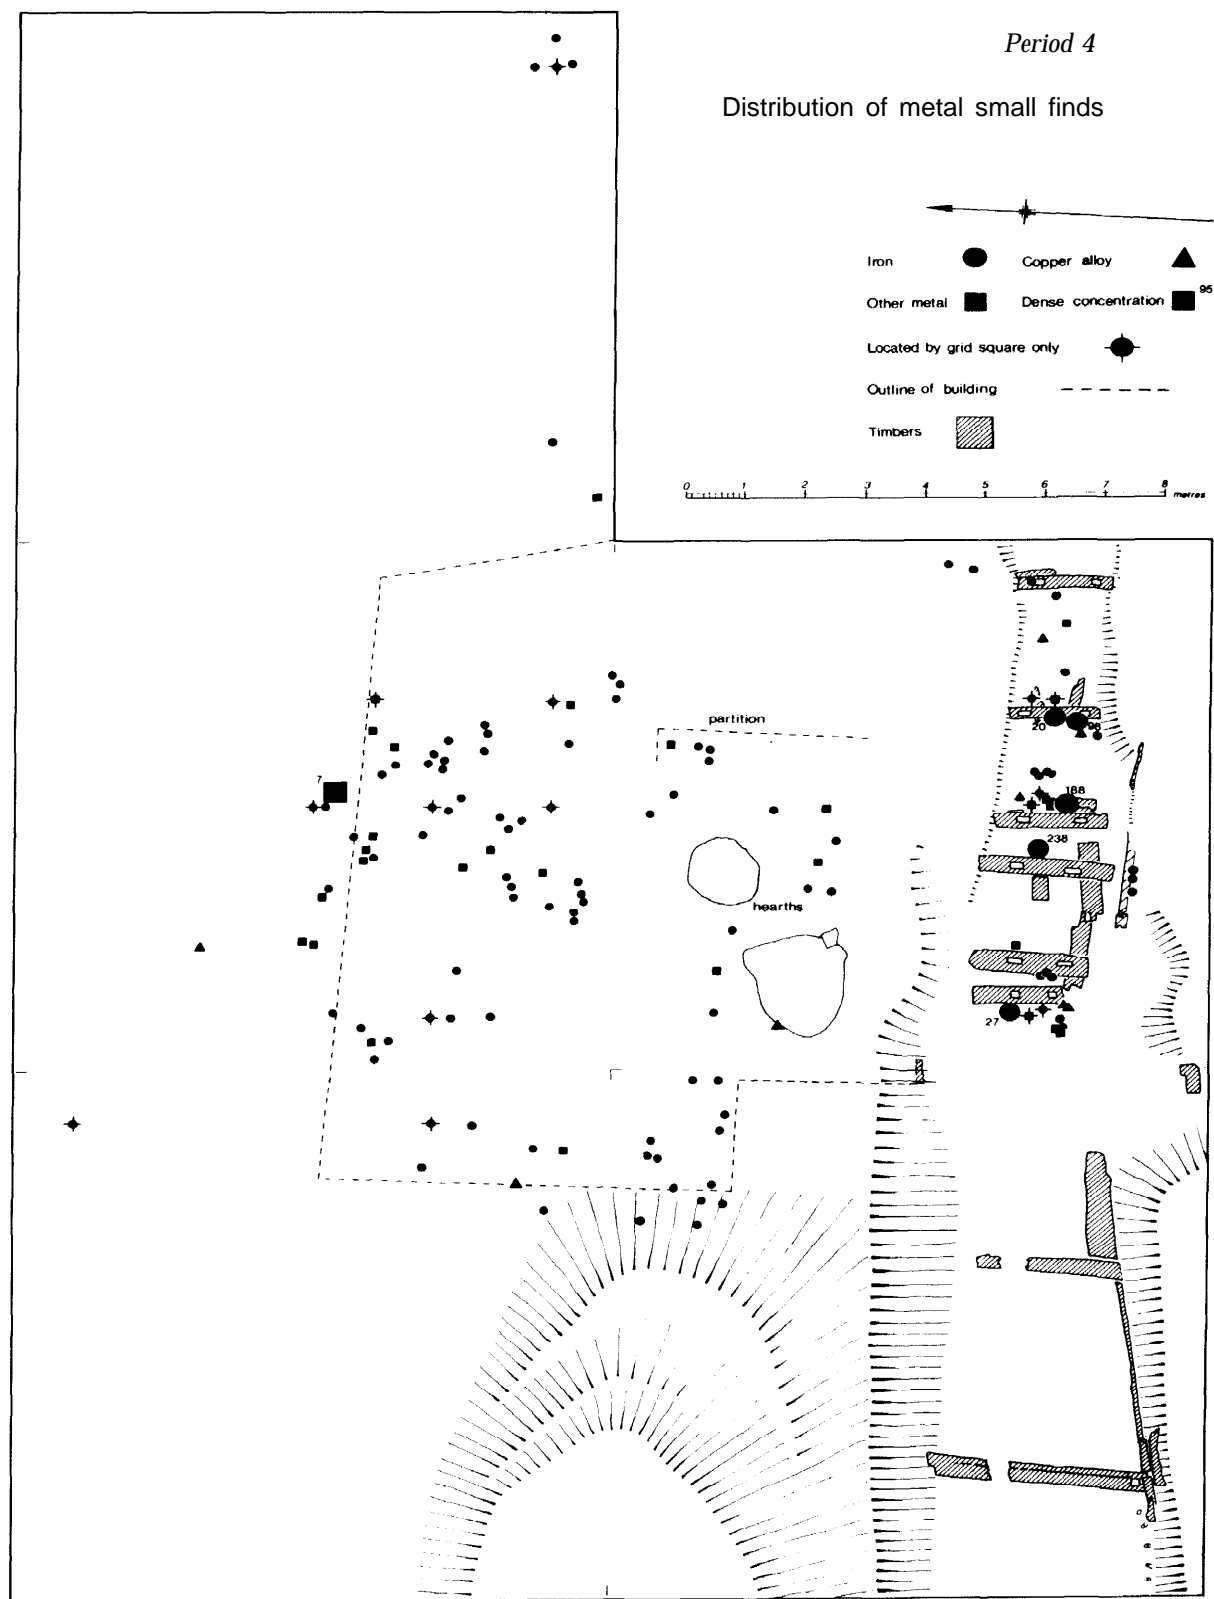 Period 4
Distribution of metal small finds
Iron
Copper alloy
Other metal
Dense concentration 95
Located by grid square only
Outline of building
Timbers
0 1 2 3 4 5 6 7 8 metres
partition
20
7
188
238
hearths
27